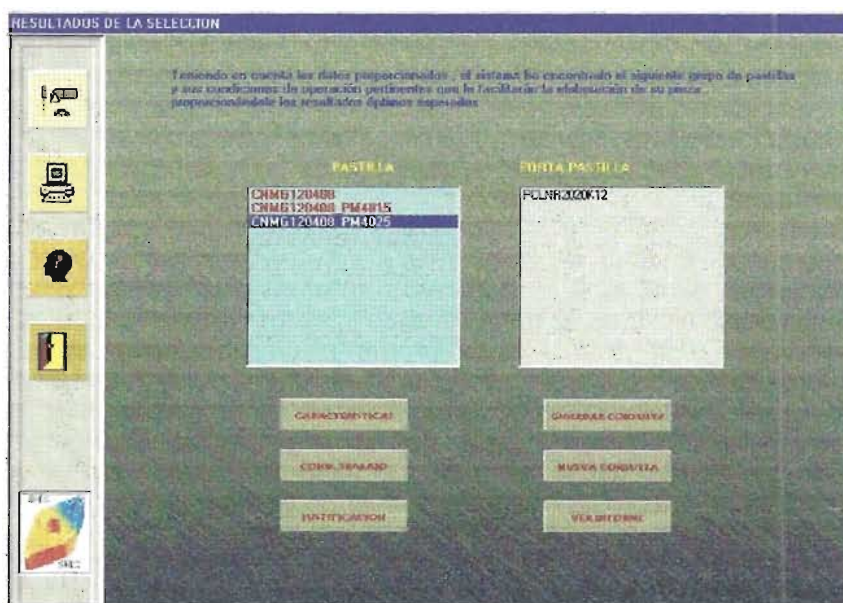 RESULTADOS DE LA SELECCION
Teniendo en cuenta los datos proporcionados , el sistema ha encontrado el siguiente grupo de pastillas
y sus condiciones de operación pertinentes que le facilitarán la elaboración de su pieza
proporcionándole los resultados óptimos esperados
PASTILLA
PORTA PASTILLA
CNMG120408
CNMG120408 PM4015
CNMG120408 PM4025
PCLNR2020K12
CARACTERISTICAS
GUARDAR CONSULTA
COND. TRABAJO
NUEVA CONSULTA
JUSTIFICACION
VER INFORME